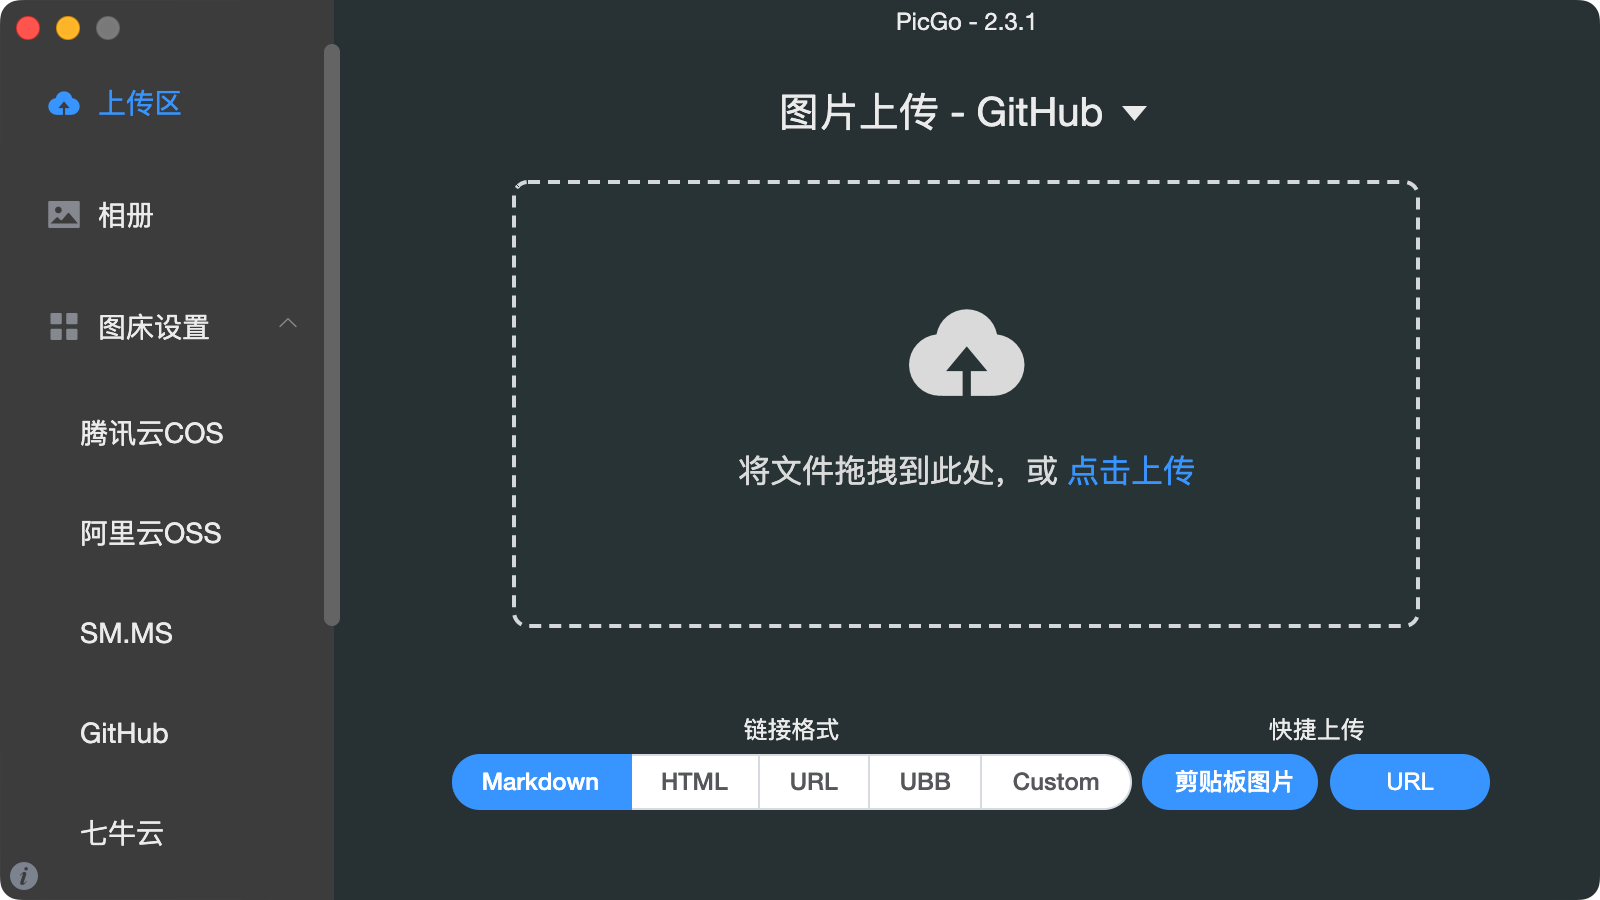 PicGo - 2.3.1
上传区
相册
图床设置
腾讯云COS
阿里云OSS
SM.MS
GitHub
七牛云
图片上传 - GitHub
将文件拖拽到此处，或 点击上传
链接格式
Markdown HTML URL UBB Custom
快捷上传
剪贴板图片 URL
i